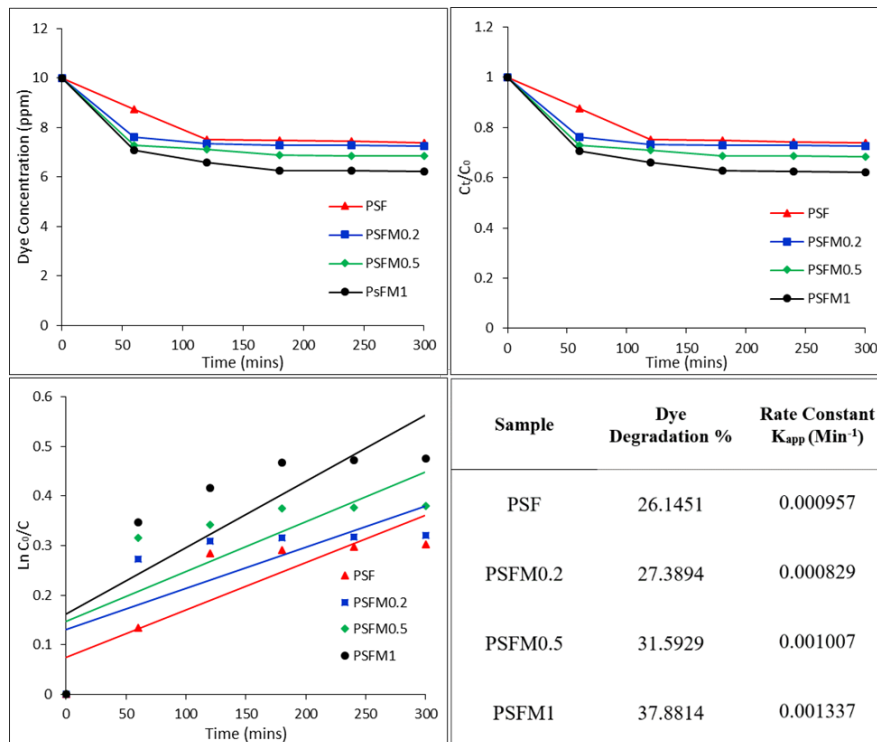 Dye Concentration (ppm)
12
10
8
6
4
2
0
PSF
PSFM0.2
PSFM0.5
PsFM1
0 50 100 150 200 250 300
Time (mins)
Ct/C0
1.2
1
0.8
0.6
0.4
0.2
0
PSF
PSFM0.2
PSFM0.5
PSFM1
0 50 100 150 200 250 300
Time (mins)
Ln C0/C
0.6
0.5
0.4
0.3
0.2
0.1
0
PSF
PSFM0.2
PSFM0.5
PSFM1
0 50 100 150 200 250 300
Time (mins)
Sample Dye Degradation % Rate Constant Kapp (Min-1)
PSF 26.1451 0.000957
PSFM0.2 27.3894 0.000829
PSFM0.5 31.5929 0.001007
PSFM1 37.8814 0.001337